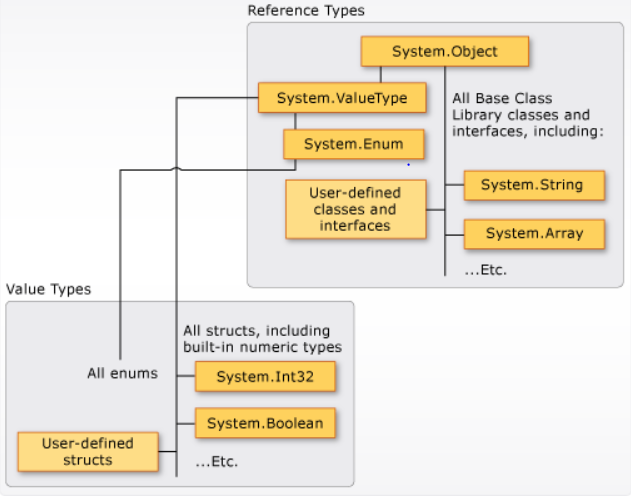 Reference Types
System.Object
System.ValueType
All Base Class
Library classes and
interfaces, including:
System.Enum
System.String
User-defined
classes and
interfaces
System.Array
...Etc.
Value Types
All structs, including
built-in numeric types
All enums
System.Int32
System.Boolean
User-defined
structs
...Etc.